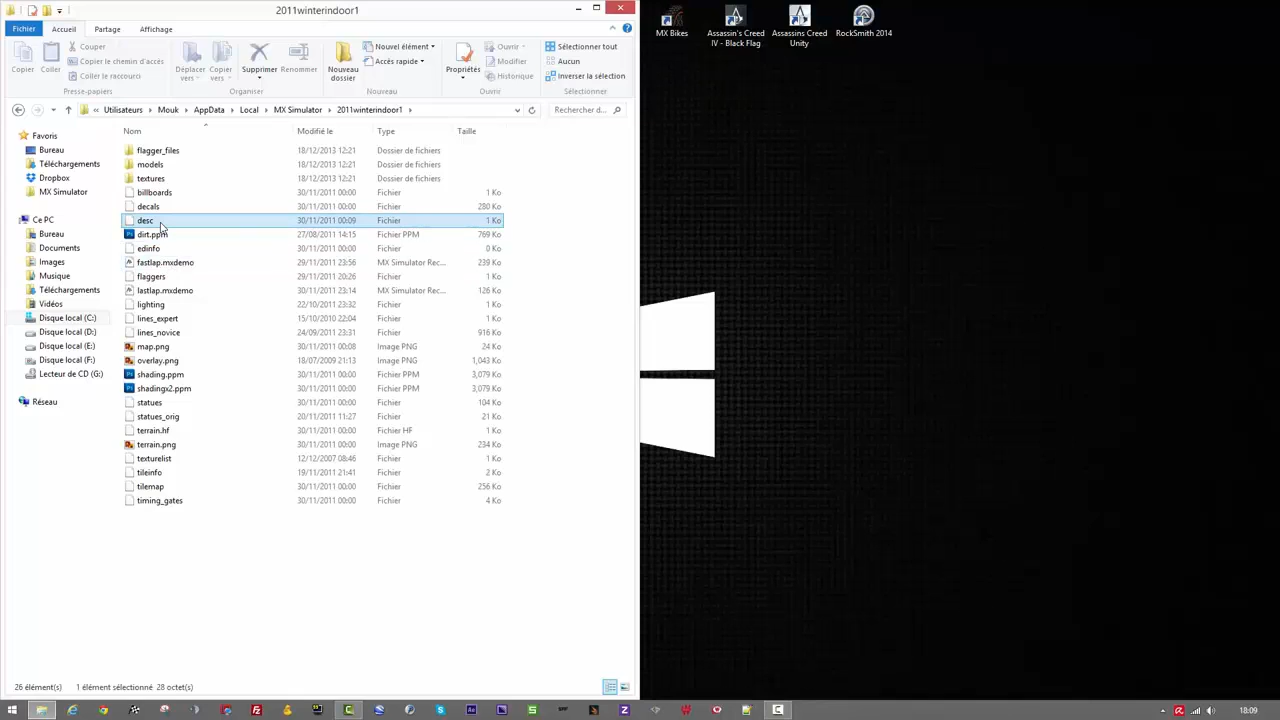 2011winterindoor1
Fichier
Accueil
Partage
Affichage
Copier
Coller
Couper
Copier le chemin d'accès
Coller le raccourci
Presse-papiers
Déplacer vers
Copier vers
Supprimer
Renommer
Organiser
Nouveau dossier
Nouvel élément
Accès rapide
Nouveau
Propriétés
Ouvrir
Modifier
Historique
Ouvrir
Sélectionner tout
Aucun
Inverser la sélection
Sélectionner
« Utilisateurs
Mouk
AppData
Local
MX Simulator
2011winterindoor1
Rechercher d...
Favoris
Bureau
Téléchargements
Dropbox
MX Simulator
Ce PC
Bureau
Documents
Images
Musique
Téléchargements
Vidéos
Disque local (C:)
Disque local (D:)
Disque local (E:)
Disque local (F:)
Lecteur de CD (G:)
Réseau
Nom Modifié le Type Taille
flagger_files 18/12/2013 12:21 Dossier de fichiers
models 18/12/2013 12:21 Dossier de fichiers
textures 18/12/2013 12:21 Dossier de fichiers
billboards 30/11/2011 00:00 Fichier 1 Ko
decals 30/11/2011 00:00 Fichier 280 Ko
desc 30/11/2011 00:09 Fichier 1 Ko
dirt.ppm 27/08/2011 14:15 Fichier PPM 769 Ko
edinfo 30/11/2011 00:00 Fichier 0 Ko
fastlap.mxdemo 29/11/2011 23:56 MX Simulator Rec... 239 Ko
flaggers 29/11/2011 20:26 Fichier 1 Ko
lastlap.mxdemo 30/11/2011 23:14 MX Simulator Rec... 126 Ko
lighting 22/10/2011 23:32 Fichier 1 Ko
lines_expert 15/10/2010 22:04 Fichier 1 Ko
lines_novice 24/09/2011 23:31 Fichier 916 Ko
map.png 30/11/2011 00:08 Image PNG 24 Ko
overlay.png 18/07/2009 21:13 Image PNG 1,043 Ko
shading.ppm 30/11/2011 00:00 Fichier PPM 3,079 Ko
shadingx2.ppm 30/11/2011 00:00 Fichier PPM 3,079 Ko
statues 30/11/2011 00:00 Fichier 104 Ko
statues_orig 20/11/2011 11:27 Fichier 21 Ko
terrain.hf 30/11/2011 00:00 Fichier HF 1 Ko
terrain.png 30/11/2011 00:00 Image PNG 234 Ko
texturelist 12/12/2007 08:46 Fichier 1 Ko
tileinfo 19/11/2011 21:41 Fichier 2 Ko
tilemap 30/11/2011 00:00 Fichier 256 Ko
timing_gates 30/11/2011 00:00 Fichier 4 Ko
26 élément(s) 1 élément sélectionné 28 octet(s)
MX Bikes
Assassin's Creed IV - Black Flag
Assassins Creed Unity
RockSmith 2014
18:09